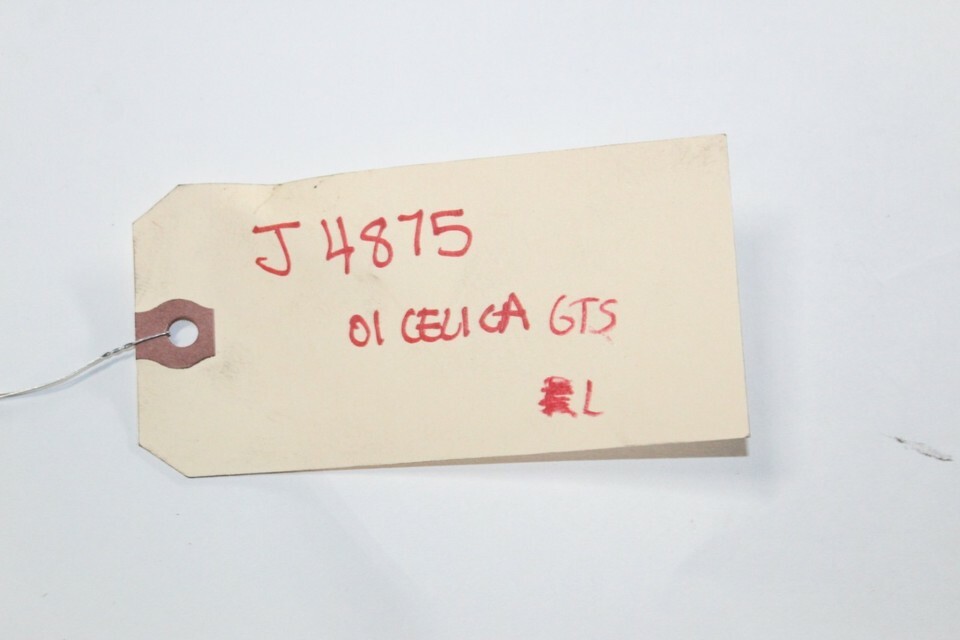 J 4875
01 CELICA GTS
L